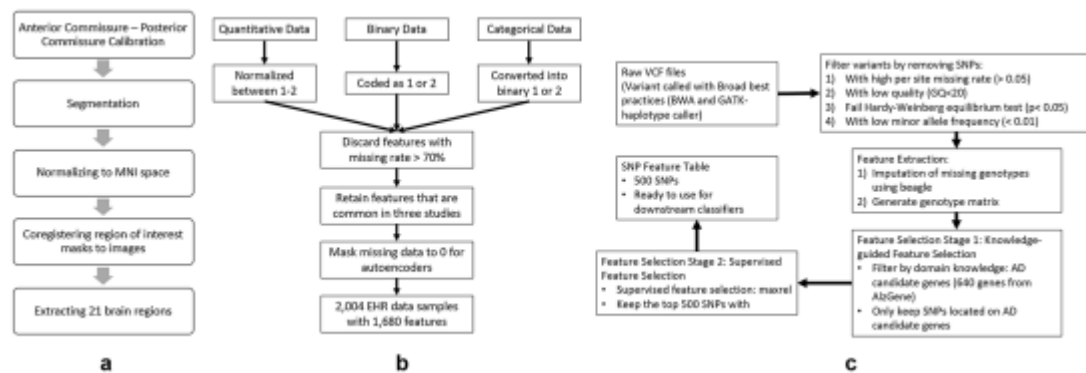 Anterior Commissure – Posterior
Commissure Calibration
Segmentation
Normalizing to MNI space
Coregistering region of interest
masks to images
Extracting 21 brain regions
a
Quantitative Data
Binary Data
Categorical Data
Normalized
between 1-2
Coded as 1 or 2
Converted into
binary 1 or 2
Discard features with
missing rate > 70%
Retain features that are
common in three studies
Mask missing data to 0 for
autoencoders
2,004 EHR data samples
with 1,680 features
b
Raw VCF files
(Variant called with Broad best
practices (BWA and GATK-
haplotype caller)
Filter variants by removing SNPs:
1) With high per site missing rate (> 0.05)
2) With low quality (GQ<20)
3) Fail Hardy-Weinberg equilibrium test (p< 0.05)
4) With low minor allele frequency (< 0.01)
Feature Extraction:
1) Imputation of missing genotypes
using beagle
2) Generate genotype matrix
Feature Selection Stage 1: Knowledge-
guided Feature Selection
• Filter by domain knowledge: AD
candidate genes (640 genes from
AlzGene)
• Only keep SNPs located on AD
candidate genes
Feature Selection Stage 2: Supervised
Feature Selection
• Supervised feature selection: maxrel
• Keep the top 500 SNPs with
SNP Feature Table
• 500 SNPs
• Ready to use for
downstream classifiers
c